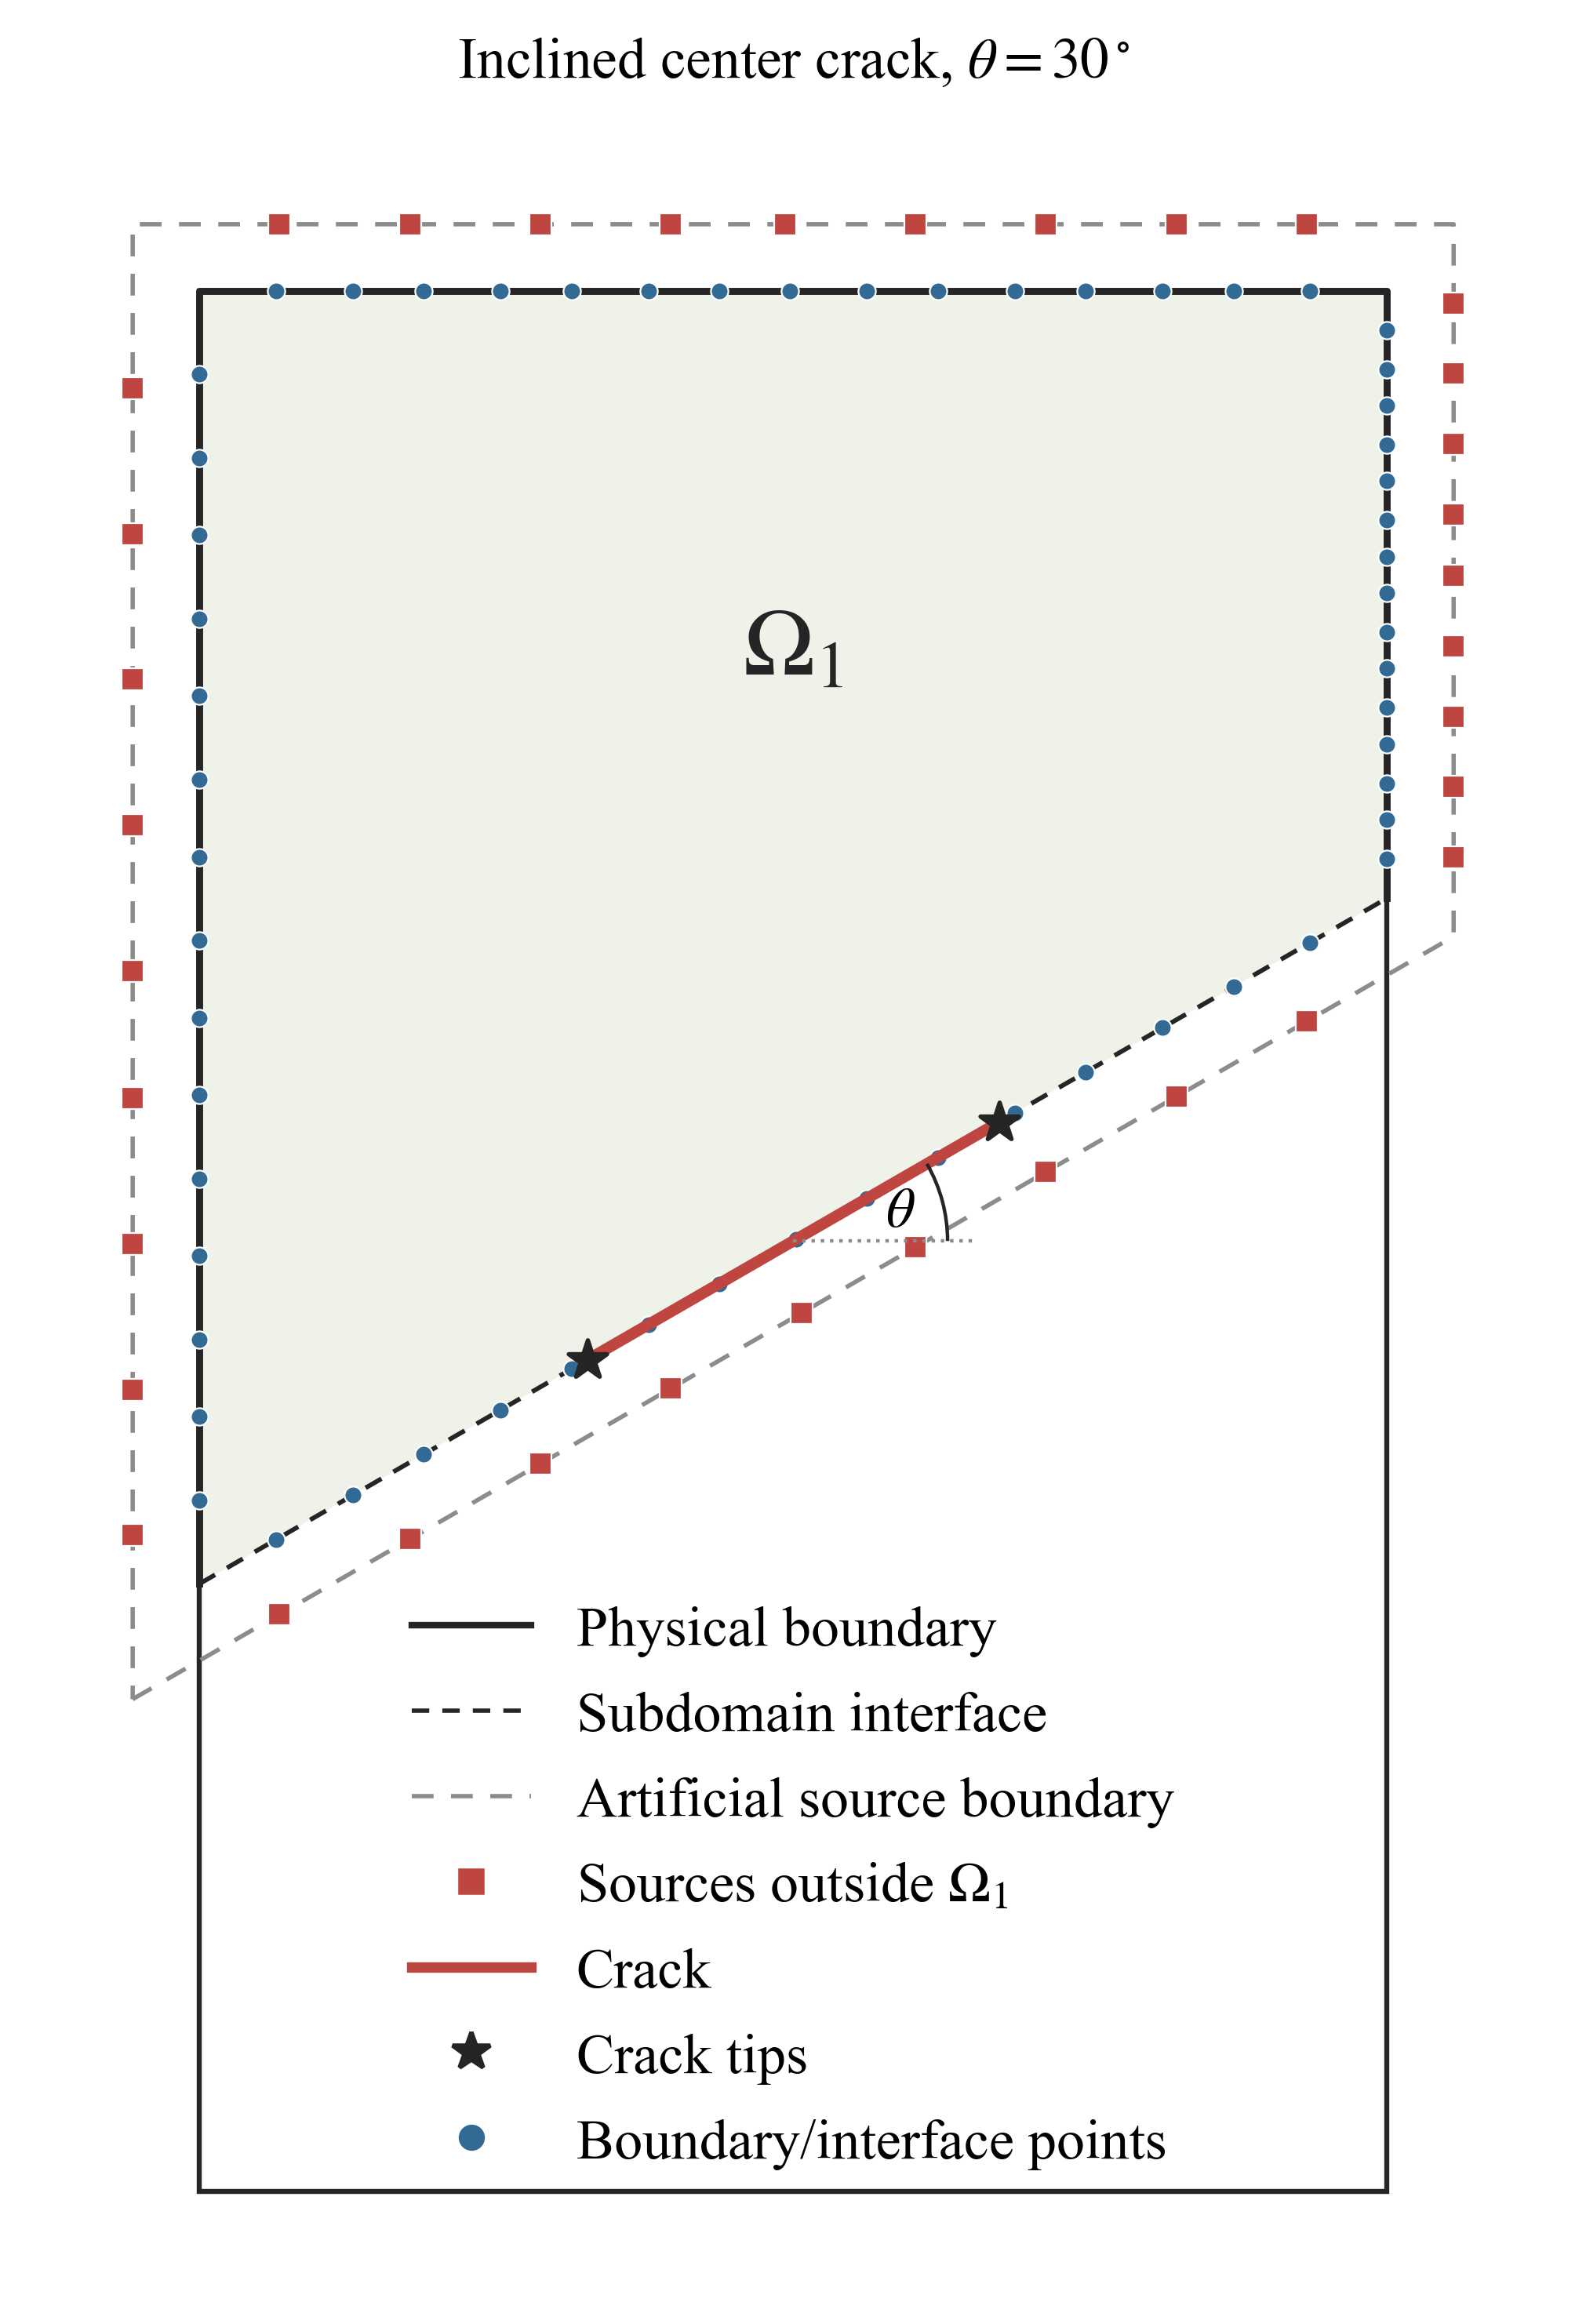 Inclined center crack, θ = 30°
Ω₁
θ
Physical boundary
Subdomain interface
Artificial source boundary
Sources outside Ω₁
Crack
Crack tips
Boundary/interface points